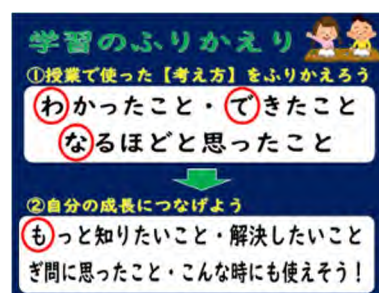 学習のふりかえり
①授業で使った【考え方】をふりかえろう
わかったこと・できたこと
なるほどと思ったこと
②自分の成長につなげよう
もっと知りたいこと・解決したいこと
ぎ問に思ったこと・こんな時にも使えそう！